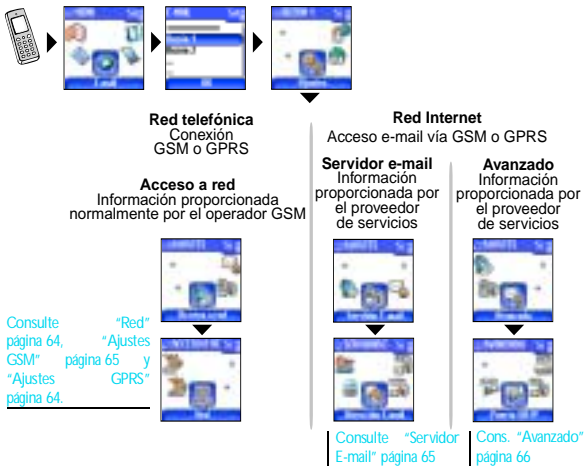 Red telefónica
Conexión
GSM o GPRS
Red Internet
Acceso e-mail vía GSM o GPRS
Acceso a red
Información proporcionada
normalmente por el operador GSM
Servidor e-mail
Información
proporcionada por
el proveedor
de servicios
Avanzado
Información
proporcionada por
el proveedor
de servicios
Consulte "Red"
página 64, "Ajustes
GSM" página 65 y
"Ajustes GPRS"
página 64.
Consulte "Servidor
E-mail" página 65
Cons. "Avanzado"
página 66